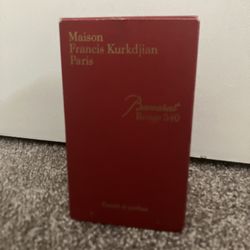 Maison
Francis Kurkdjian
Paris
Baccarat
Rouge 540
Extrait de parfum